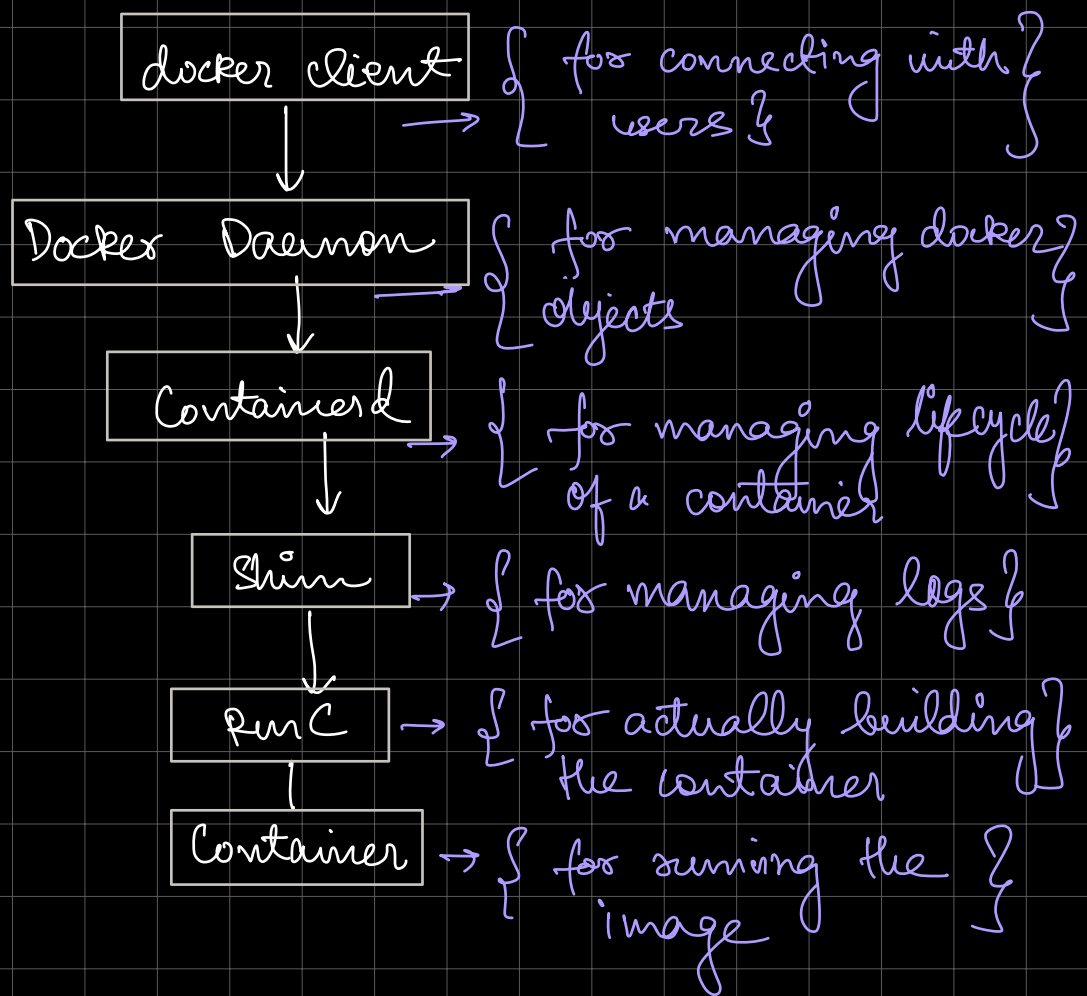 docker client { for connecting with }
users }
Docker Daemon { for managing docker }
objects
Containerd { for managing lifecycle }
of a container
Shim { for managing logs }
RunC { for actually building }
the container
Container { for running the }
image